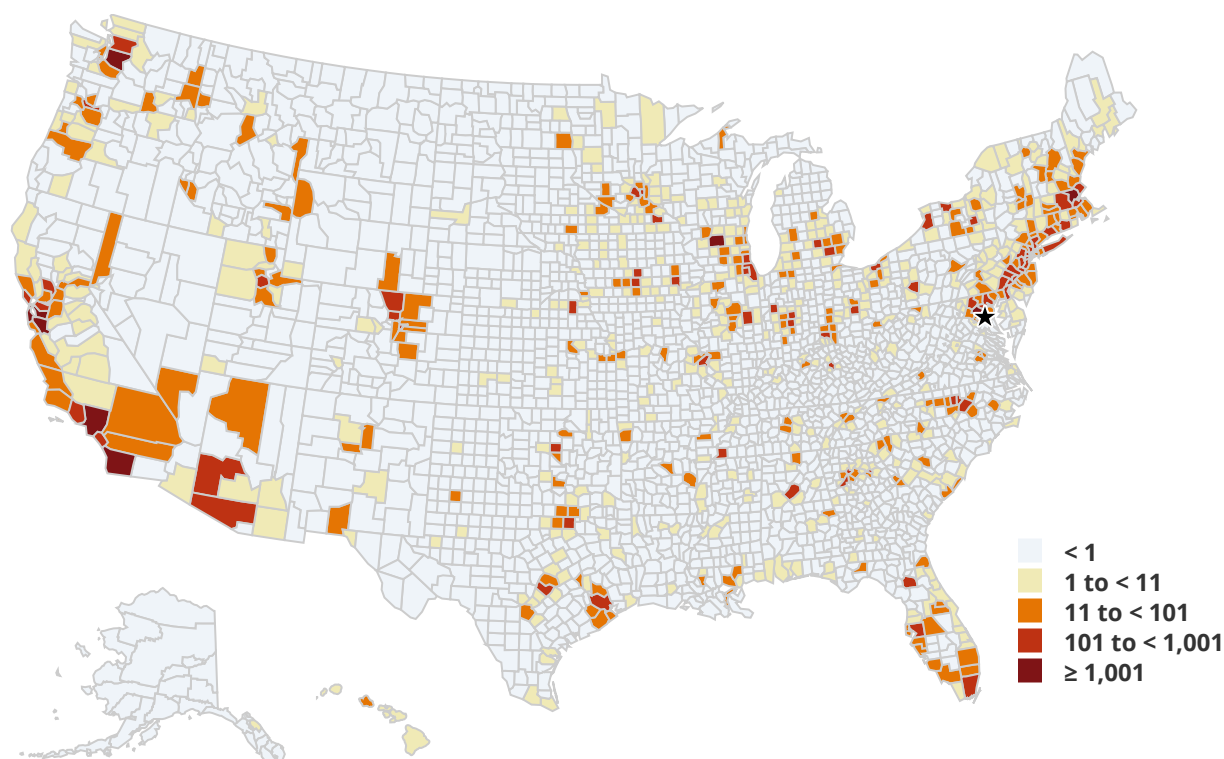 < 1
1 to < 11
11 to < 101
101 to < 1,001
≥ 1,001